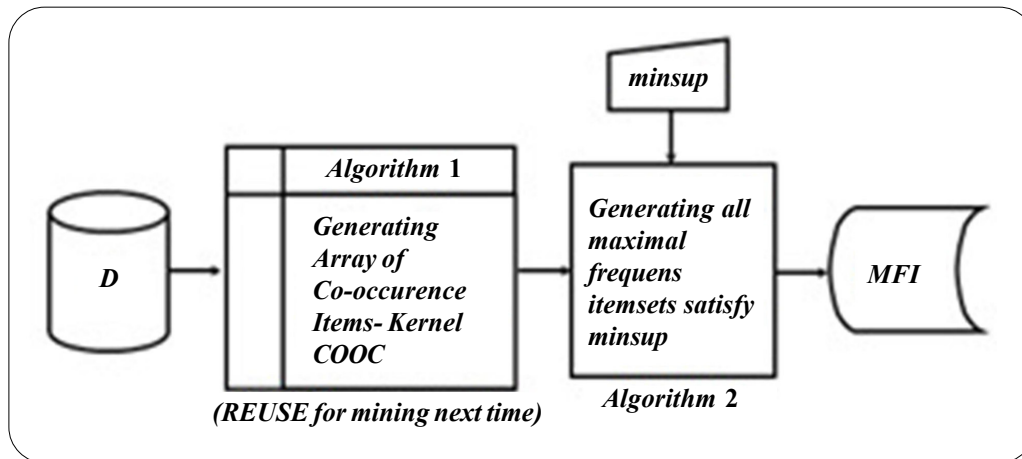 minsup
Algorithm 1
D
Generating
Array of
Co-occurence
Items- Kernel
COOC
(REUSE for mining next time)
Generating all
maximal
frequens
itemsets satisfy
minsup
Algorithm 2
MFI